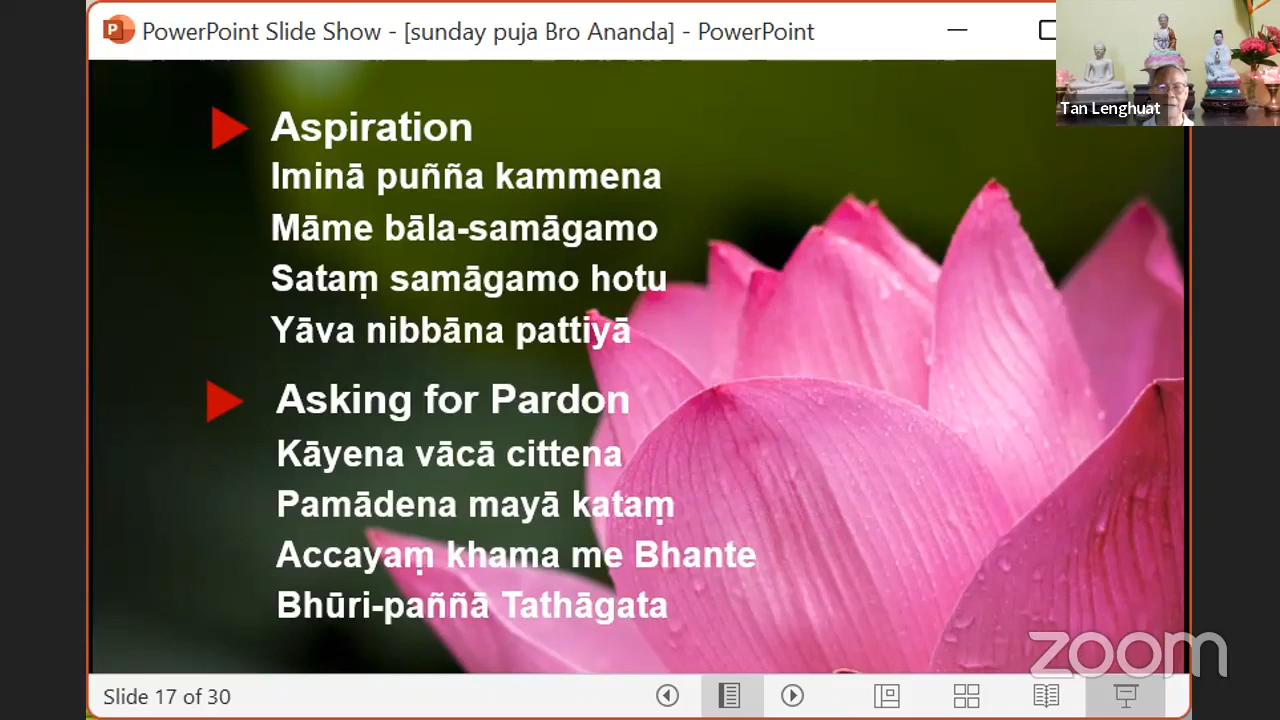 PowerPoint Slide Show - [sunday puja Bro Ananda] - PowerPoint
Tan Lenghuat
Aspiration
Iminā puñña kammena
Māme bāla-samāgamo
Sataṃ samāgamo hotu
Yāva nibbāna pattiyā
Asking for Pardon
Kāyena vācā cittena
Pamādena mayā kataṃ
Accayaṃ khama me Bhante
Bhūri-paññā Tathāgata
zoom
Slide 17 of 30